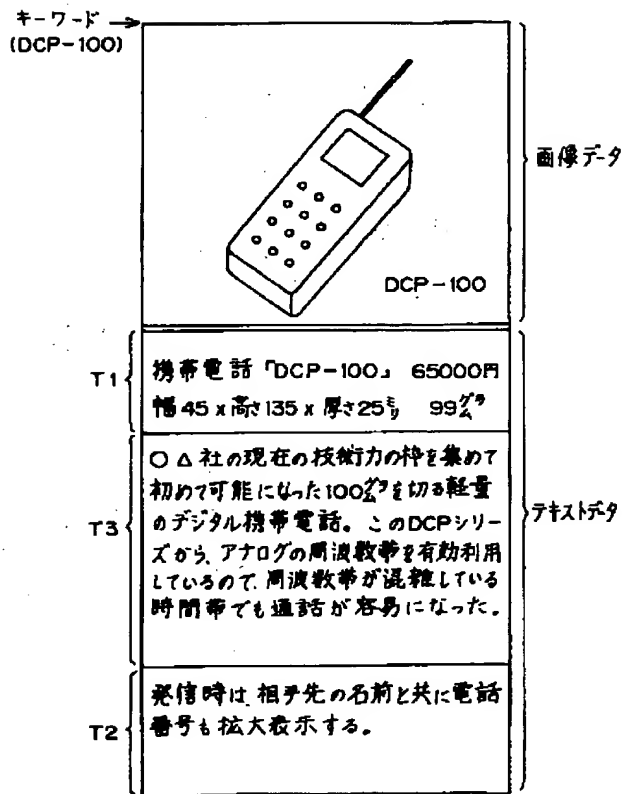 キーワード
(DCP-100)
画像データ
DCP-100
T1
携帯電話「DCP-100」 65000円
幅45×高さ135×厚さ25ミリ 99グラム
T3
○△社の現在の技術力の粋を集めて
初めて可能になった100グラムを切る軽量
のデジタル携帯電話。このDCPシリー
ズから、アナログの周波数帯を有効利用
しているので、周波数帯が混雑している
時間帯でも通話が容易になった。
テキストデータ
T2
発信時は、相手先の名前と共に電話
番号も拡大表示する。